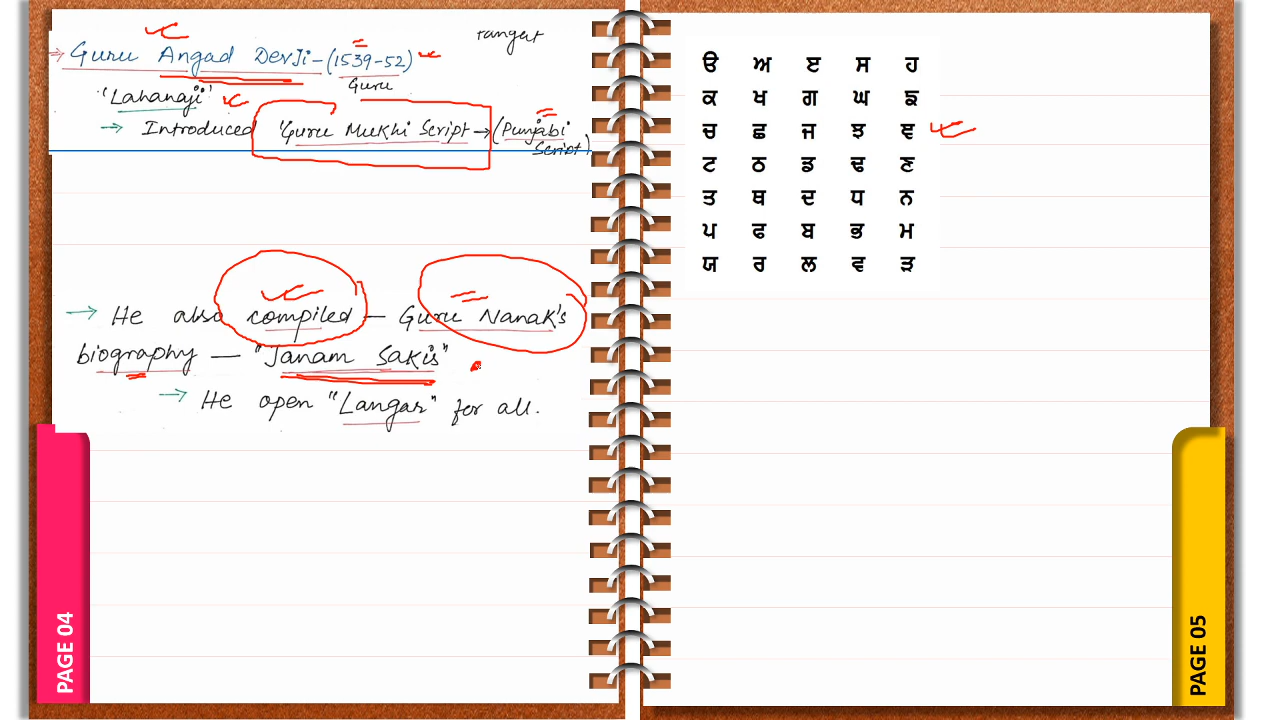 rangat
→ Guru Angad DevJi-(1539-52)
"Lahanaji"
Guru
→ Introduced 'Guru Mukhi Script → (Punjabi
Script)
→ He also compiled — Guru Nanak's
biography — "Janam Sakis"
→ He open "Langar" for all.
PAGE 04
ੳ ਅ ੲ ਸ ਹ
ਕ ਖ ਗ ਘ ਙ
ਚ ਛ ਜ ਝ ਞ
ਟ ਠ ਡ ਢ ਣ
ਤ ਥ ਦ ਧ ਨ
ਪ ਫ ਬ ਭ ਮ
ਯ ਰ ਲ ਵ ੜ
PAGE 05